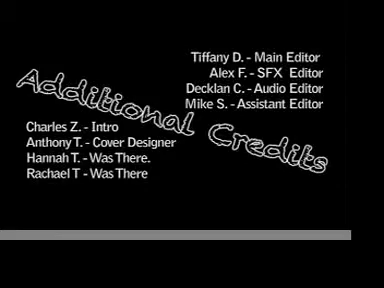 Tiffany D. - Main Editor
Alex F. - SFX Editor
Decklan C. - Audio Editor
Mike S. - Assistant Editor
Additional Credits
Charles Z. - Intro
Anthony T. - Cover Designer
Hannah T. - Was There.
Rachael T - Was There